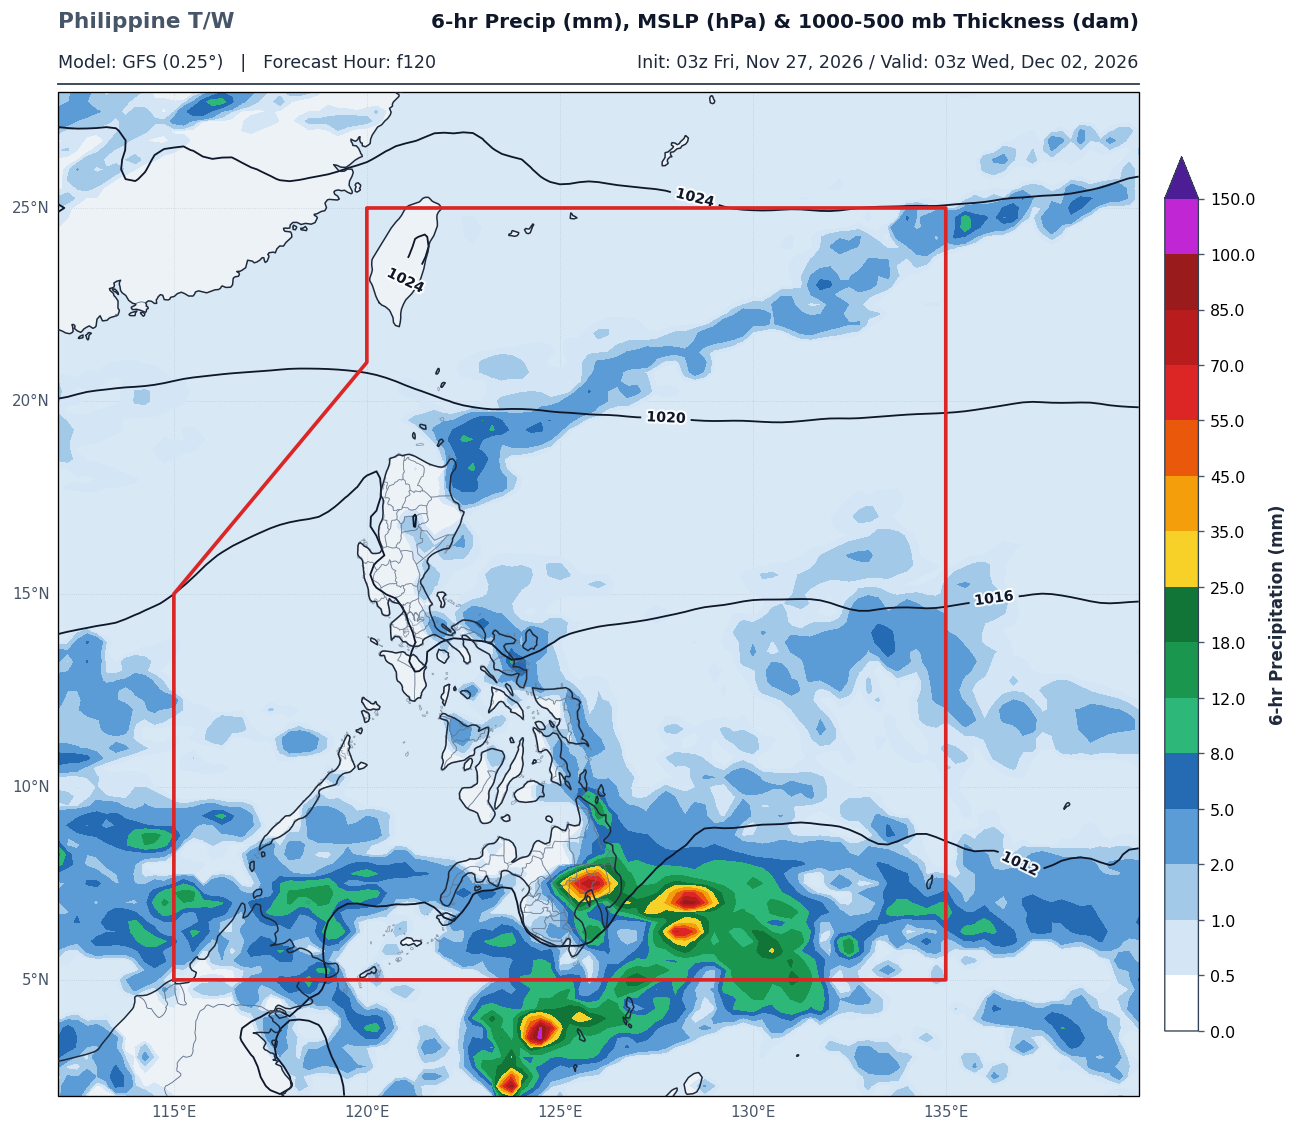 Philippine T/W
6-hr Precip (mm), MSLP (hPa) & 1000-500 mb Thickness (dam)
Model: GFS (0.25°) | Forecast Hour: f120
Init: 03z Fri, Nov 27, 2026 / Valid: 03z Wed, Dec 02, 2026
25°N
20°N
15°N
10°N
5°N
115°E
120°E
125°E
130°E
135°E
1024
1024
1020
1016
1012
150.0
100.0
85.0
70.0
55.0
45.0
35.0
25.0
18.0
12.0
8.0
5.0
2.0
1.0
0.5
0.0
6-hr Precipitation (mm)